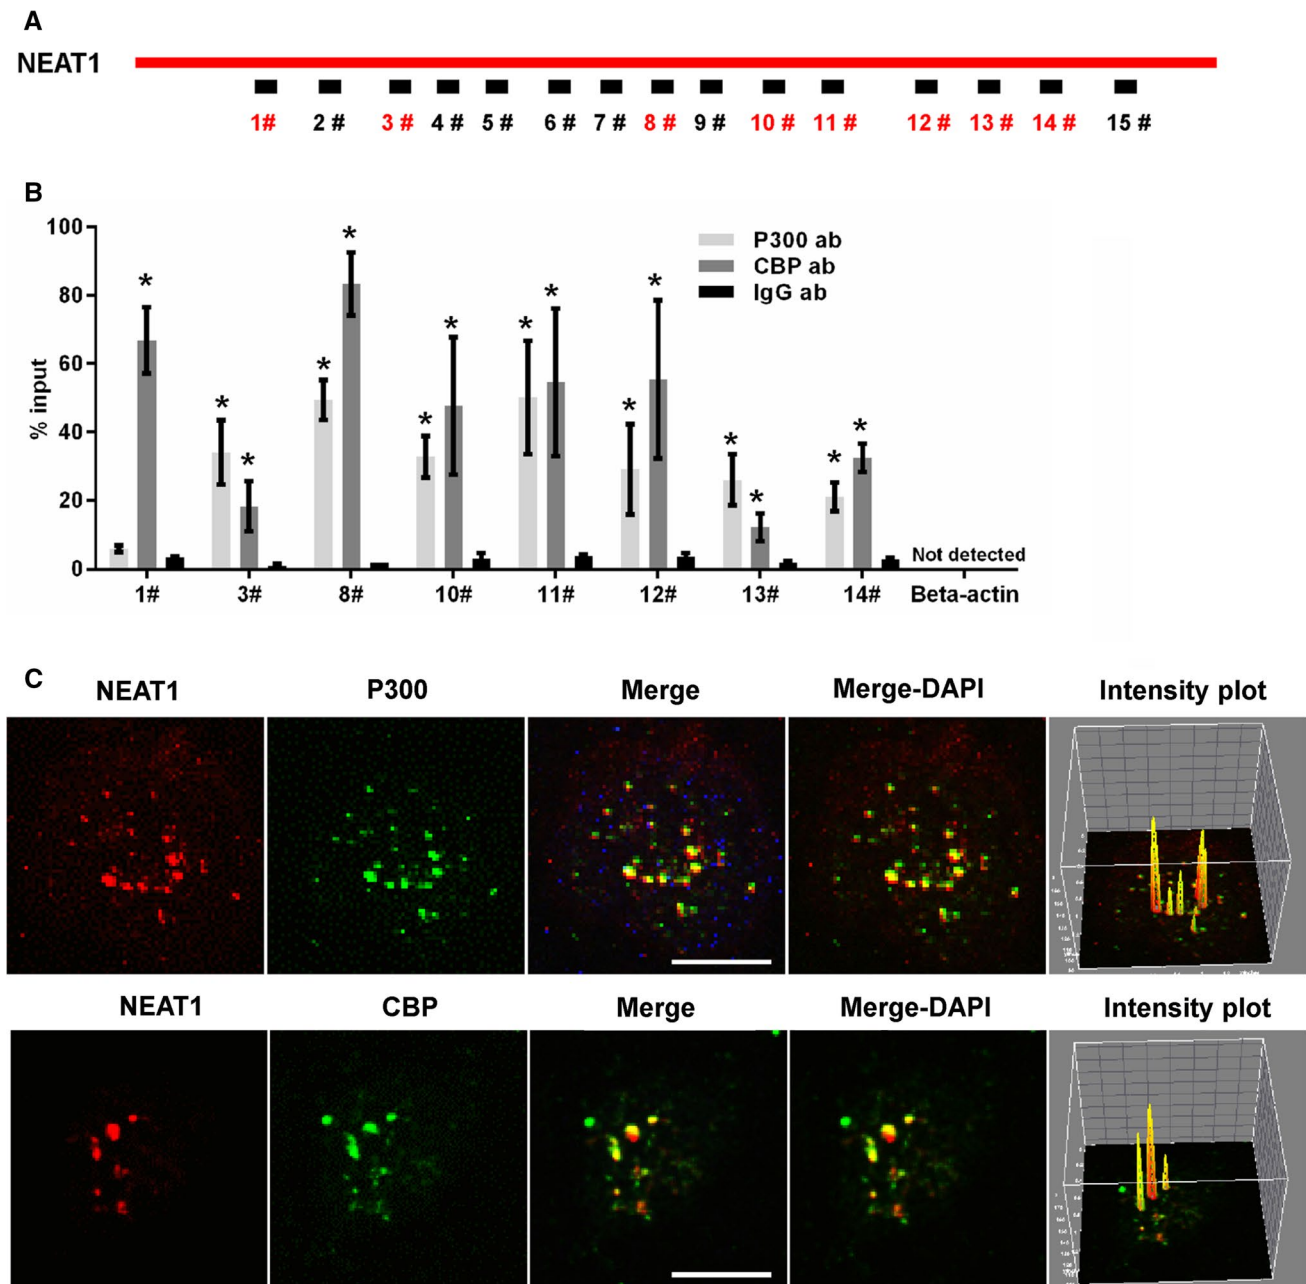 A
NEAT1
1# 2 # 3 # 4 # 5 # 6 # 7 # 8 # 9 # 10 # 11 # 12 # 13 # 14 # 15 #
B
% input
100
80
60
40
20
0
P300 ab
CBP ab
IgG ab
* * * * * * * * * * * * * * *
Not detected
1# 3# 8# 10# 11# 12# 13# 14# Beta-actin
C
NEAT1 P300 Merge Merge-DAPI Intensity plot
NEAT1 CBP Merge Merge-DAPI Intensity plot